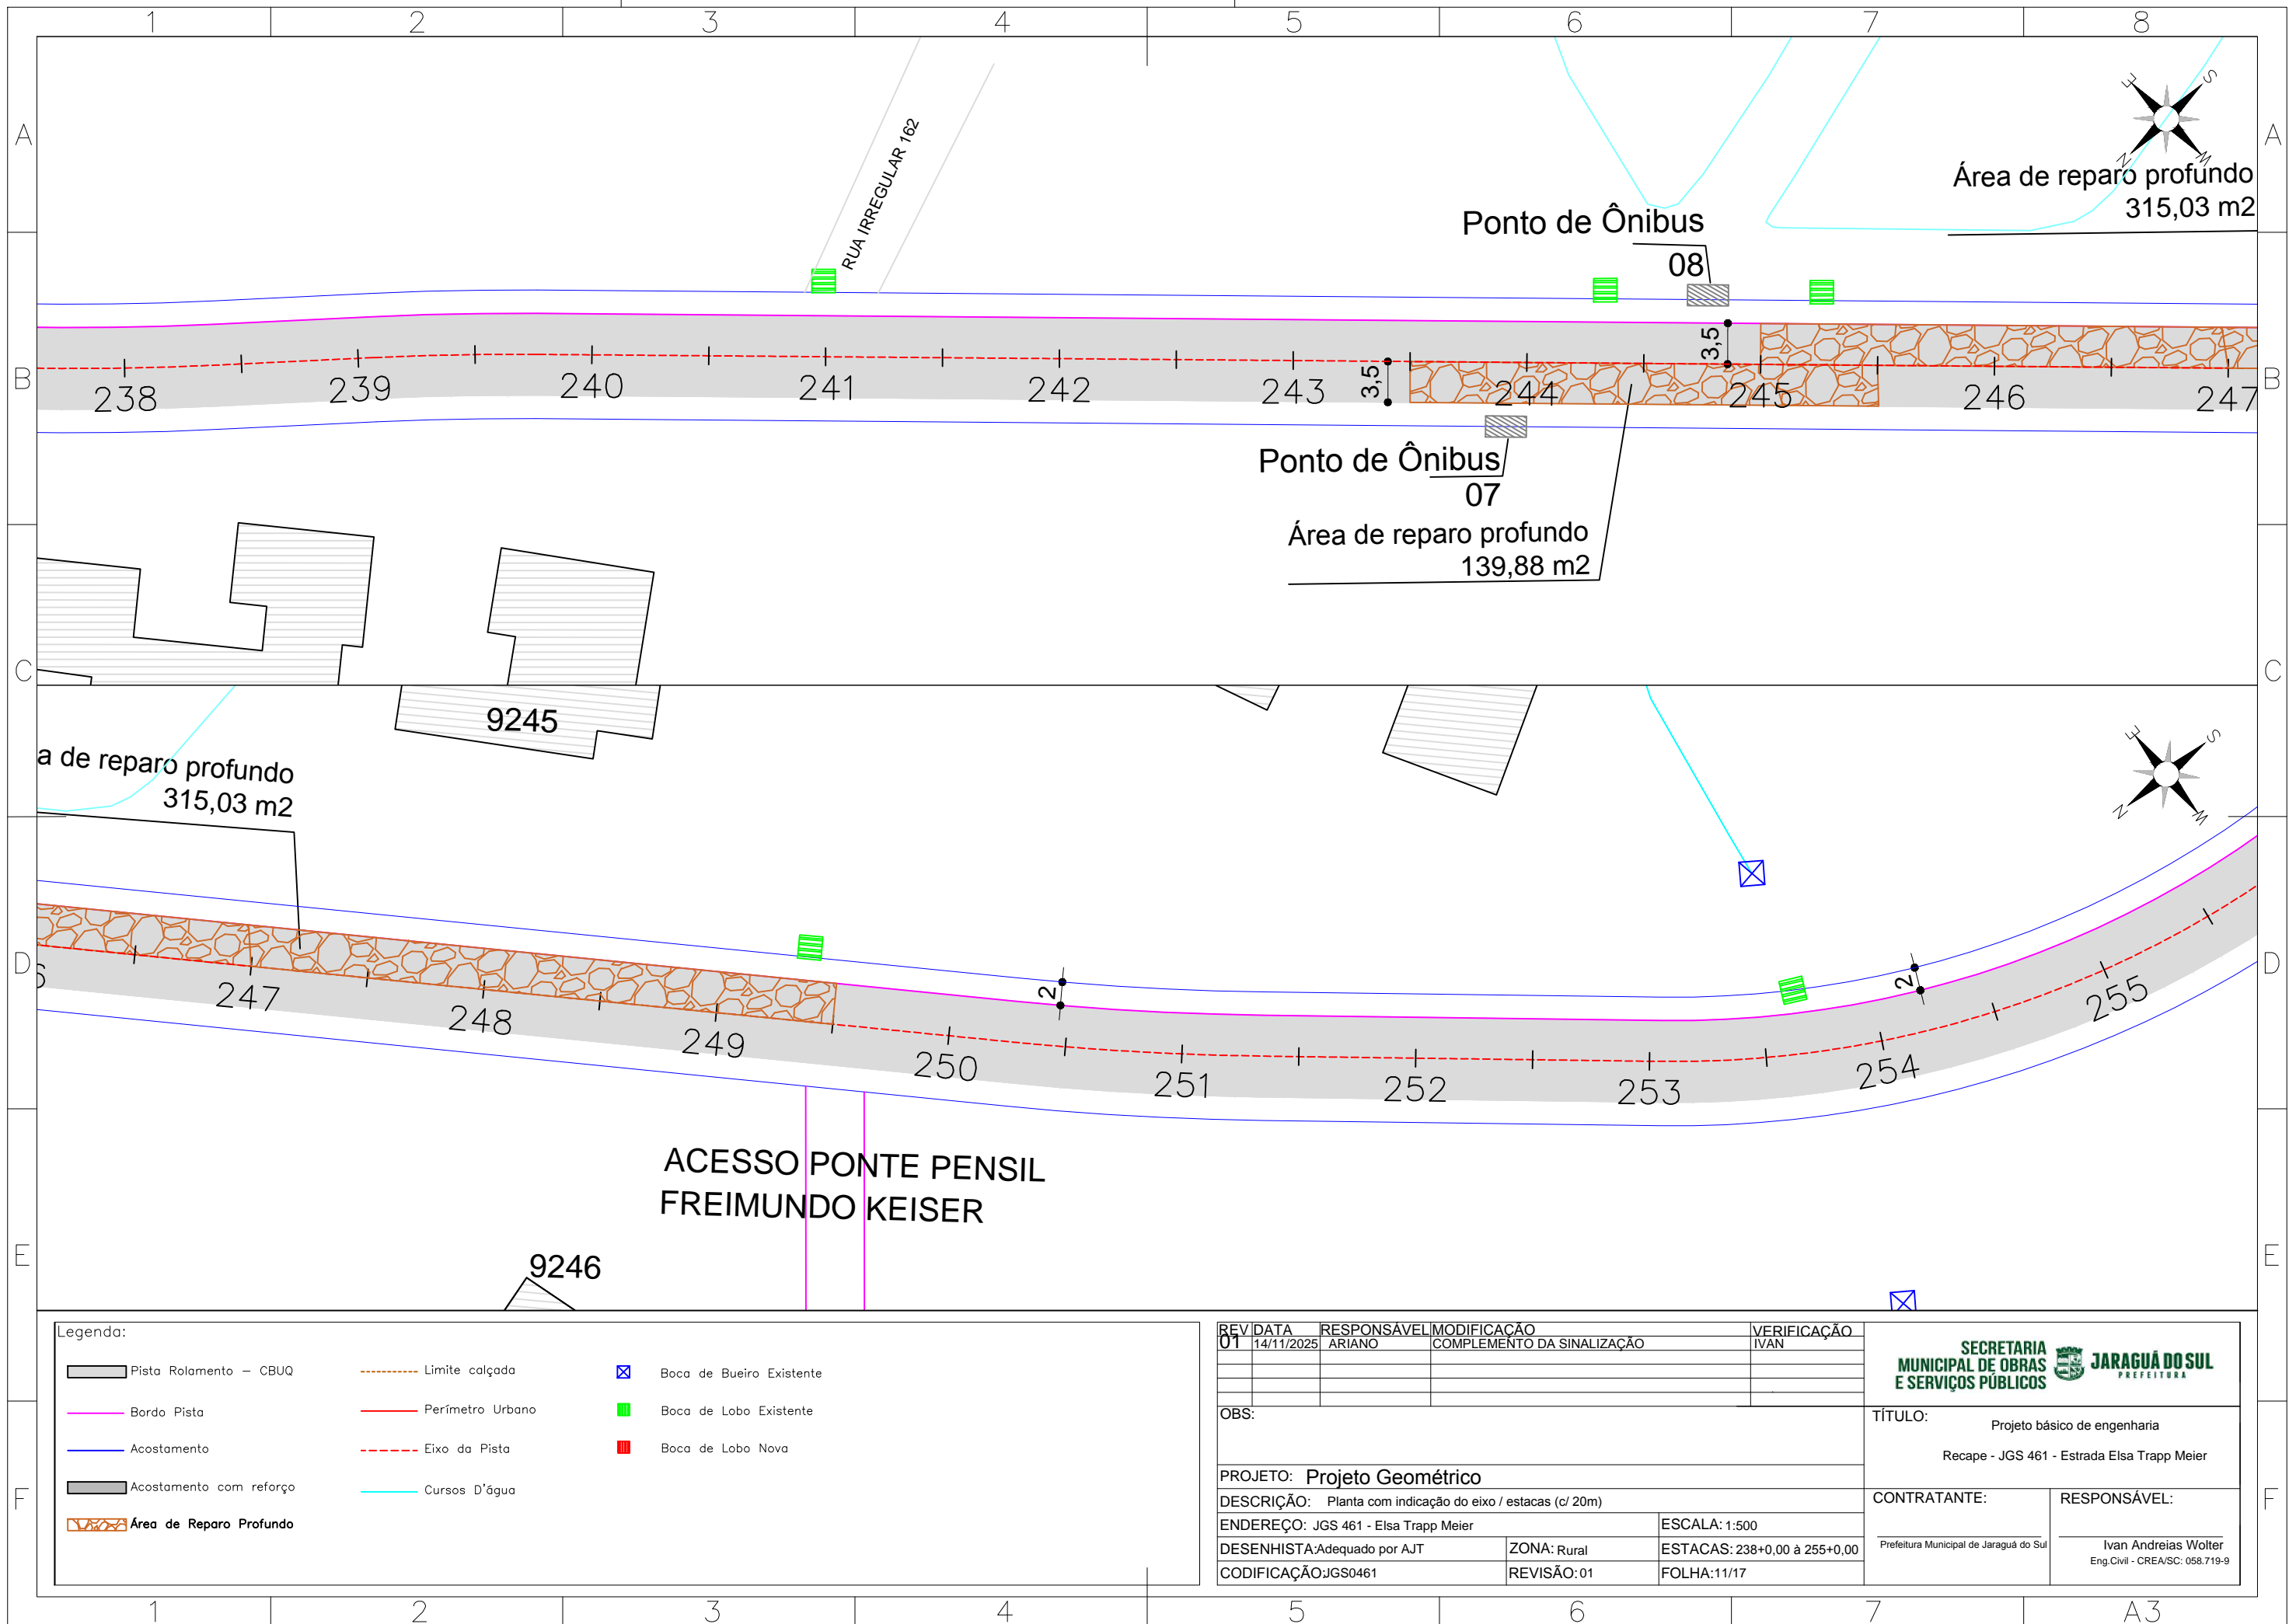 1 2 3 4 5 6 7 8
A A
RUA IRREGULAR 162
E S
N W
Área de reparo profundo
315,03 m2
Ponto de Ônibus
08
B B
3,5
3,5
238 239 240 241 242 243 244 245 246 247
Ponto de Ônibus
07
Área de reparo profundo
139,88 m2
C C
9245
E S
N W
a de reparo profundo
315,03 m2
D D
2
2
247 248 249 250 251 252 253 254 255
ACESSO PONTE PENSIL
FREIMUNDO KEISER
E E
9246
Legenda:
Pista Rolamento - CBUQ
Bordo Pista
Acostamento
Acostamento com reforço
Área de Reparo Profundo
Limite calçada
Perímetro Urbano
Eixo da Pista
Cursos D'água
Boca de Bueiro Existente
Boca de Lobo Existente
Boca de Lobo Nova
REV DATA RESPONSÁVEL MODIFICAÇÃO VERIFICAÇÃO
01 14/11/2025 ARIANO COMPLEMENTO DA SINALIZAÇÃO IVAN
OBS:
PROJETO: Projeto Geométrico
DESCRIÇÃO: Planta com indicação do eixo / estacas (c/ 20m)
ENDEREÇO: JGS 461 - Elsa Trapp Meier ESCALA: 1:500
DESENHISTA:Adequado por AJT ZONA: Rural ESTACAS: 238+0,00 à 255+0,00
CODIFICAÇÃO:JGS0461 REVISÃO: 01 FOLHA:11/17
SECRETARIA
MUNICIPAL DE OBRAS
E SERVIÇOS PÚBLICOS
JARAGUÁ DO SUL
PREFEITURA
TÍTULO:
Projeto básico de engenharia
Recape - JGS 461 - Estrada Elsa Trapp Meier
CONTRATANTE: RESPONSÁVEL:
Prefeitura Municipal de Jaraguá do Sul
Ivan Andreias Wolter
Eng.Civil - CREA/SC: 058.719-9
F F
1 2 3 4 5 6 7 A3